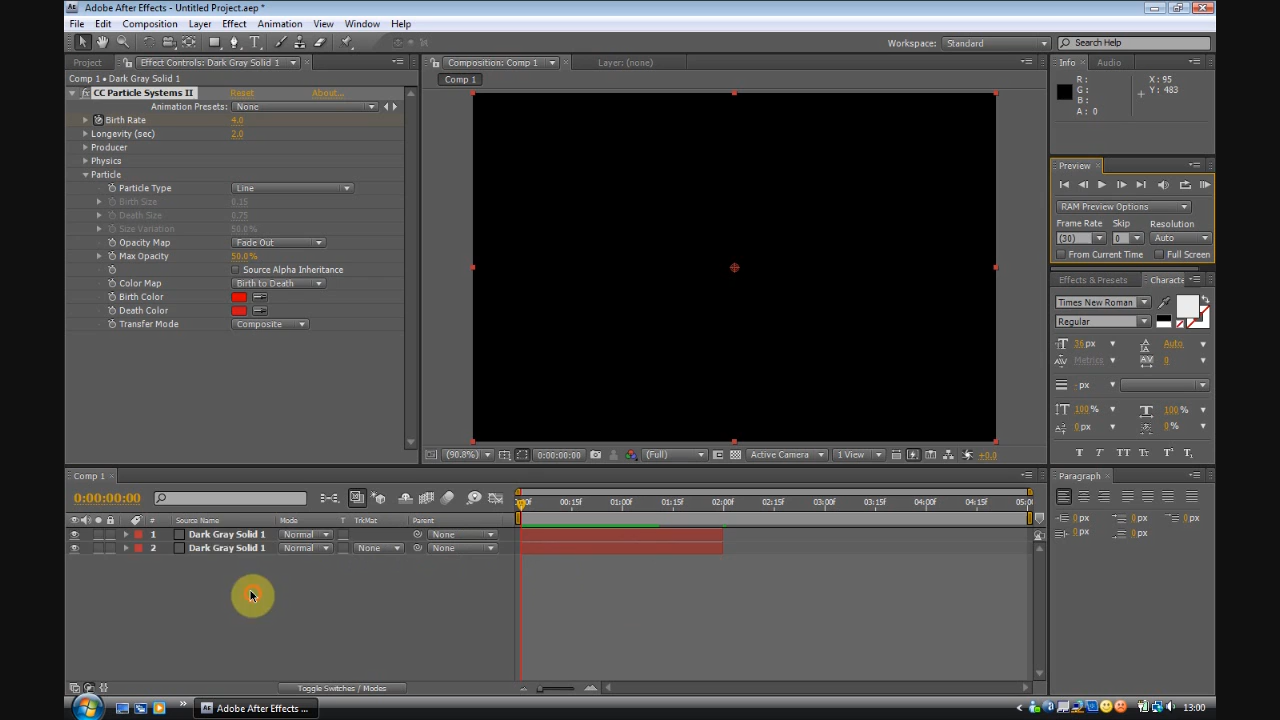 Adobe After Effects - Untitled Project.aep *
File Edit Composition Layer Effect Animation View Window Help
Workspace: Standard Search Help
Project Effect Controls: Dark Gray Solid 1
Comp 1 • Dark Gray Solid 1
fx CC Particle Systems II Reset About...
Animation Presets: None
Birth Rate 4.0
Longevity (sec) 2.0
Producer
Physics
Particle
Particle Type Line
Birth Size 0.15
Death Size 0.75
Size Variation 50.0%
Opacity Map Fade Out
Max Opacity 50.0%
Source Alpha Inheritance
Color Map Birth to Death
Birth Color
Death Color
Transfer Mode Composite
Composition: Comp 1 Layer: (none)
Comp 1
(90.8%) 0:00:00:00 (Full) Active Camera 1 View +0.0
Info Audio
R : X : 95
G : Y : 483
B :
A : 0
Preview
RAM Preview Options
Frame Rate Skip Resolution
(30) 0 Auto
From Current Time Full Screen
Effects & Presets Characte
Times New Roman
Regular
36 px Auto
Metrics 0
- px
100 % 100 %
0 px 0 %
T T TT Tr T¹ T₁
Paragraph
0 px 0 px 0 px
0 px 0 px
Comp 1
0:00:00:00
# Source Name Mode T TrkMat Parent
1 Dark Gray Solid 1 Normal None
2 Dark Gray Solid 1 Normal None None
00f 00:15f 01:00f 01:15f 02:00f 02:15f 03:00f 03:15f 04:00f 04:15f 05:0
Toggle Switches / Modes
Adobe After Effects ... 13:00